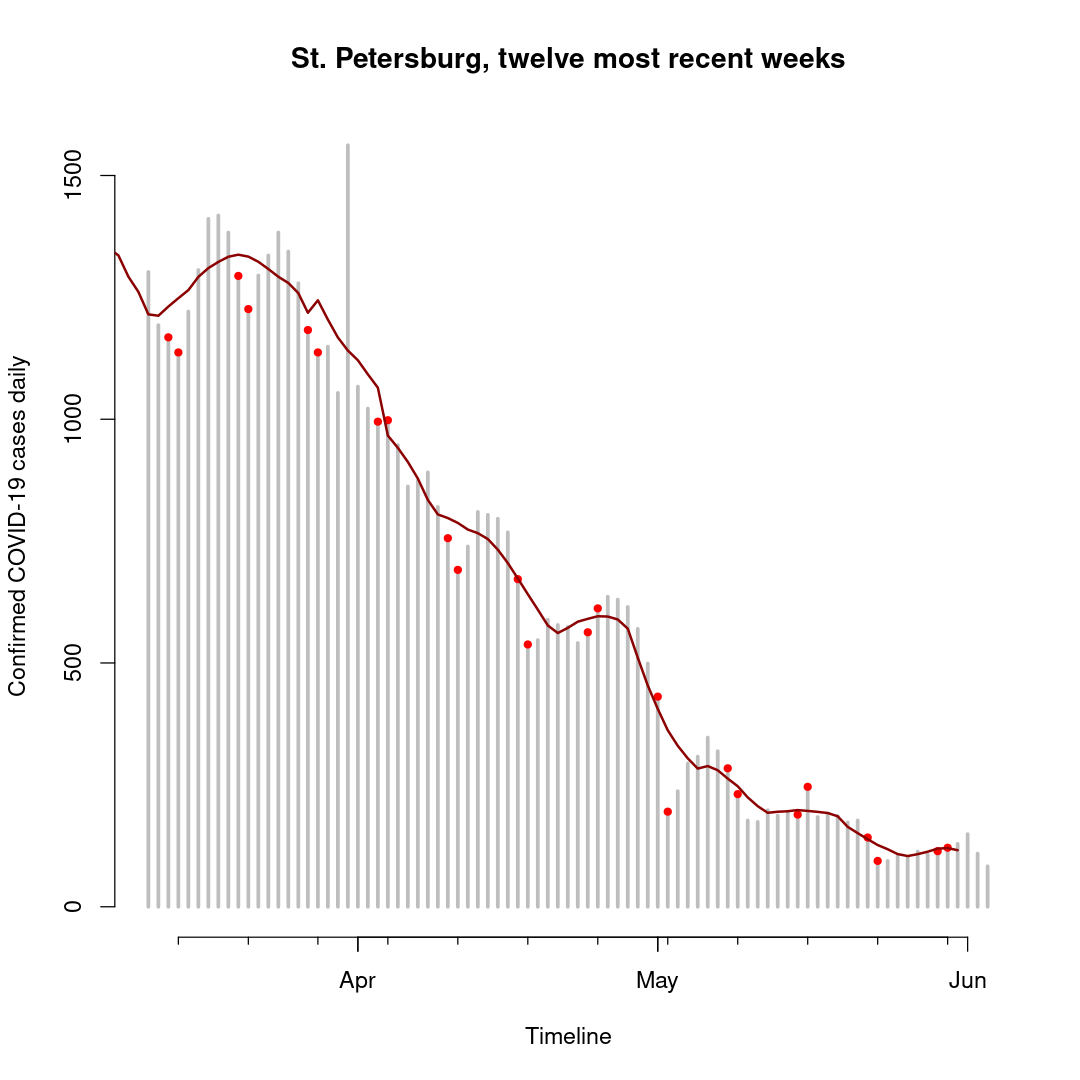 St. Petersburg, twelve most recent weeks
Confirmed COVID-19 cases daily
1500
1000
500
0
Apr May Jun
Timeline